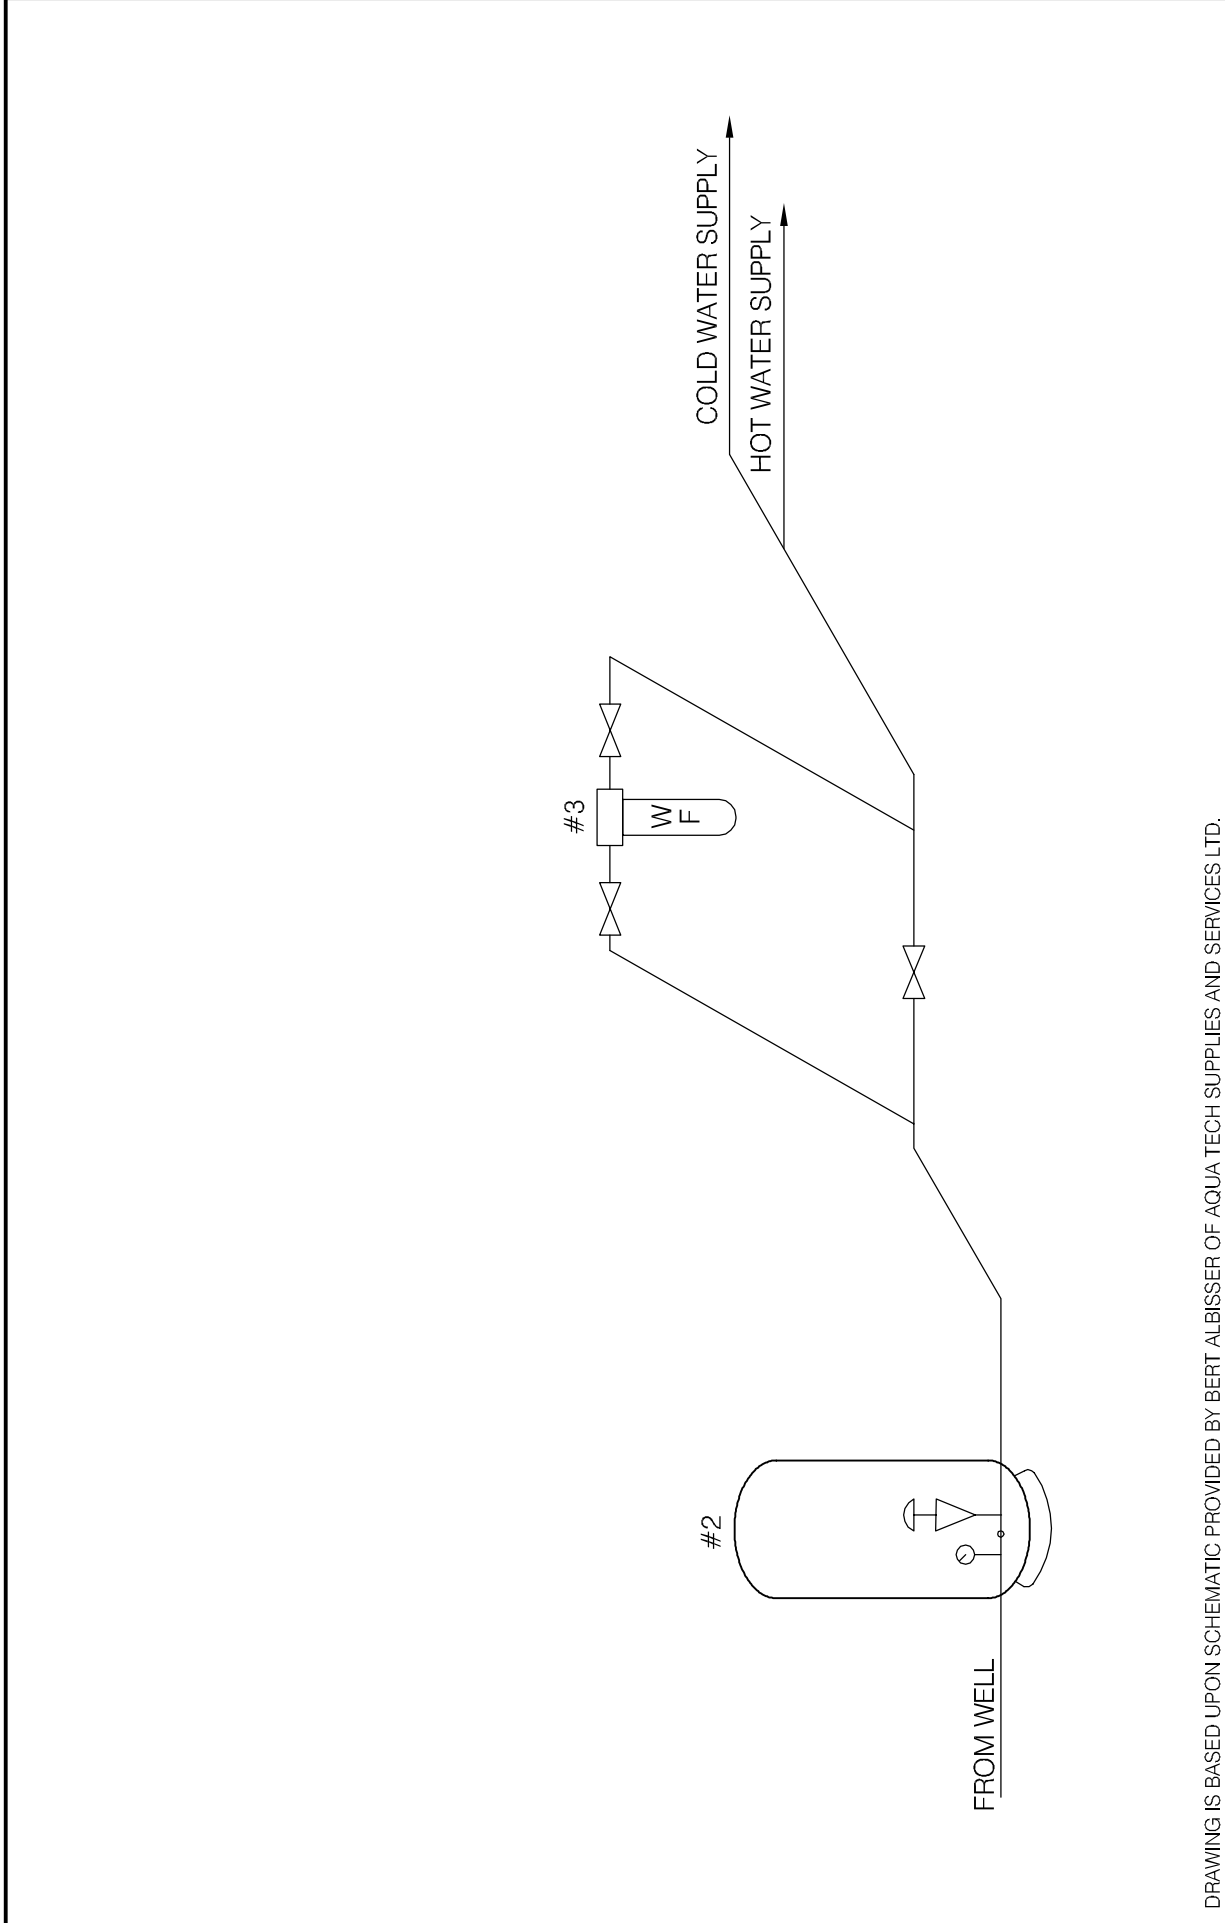 COLD WATER SUPPLY
HOT WATER SUPPLY
#3
W
F
#2
FROM WELL
DRAWING IS BASED UPON SCHEMATIC PROVIDED BY BERT ALBISSER OF AQUA TECH SUPPLIES AND SERVICES LTD.